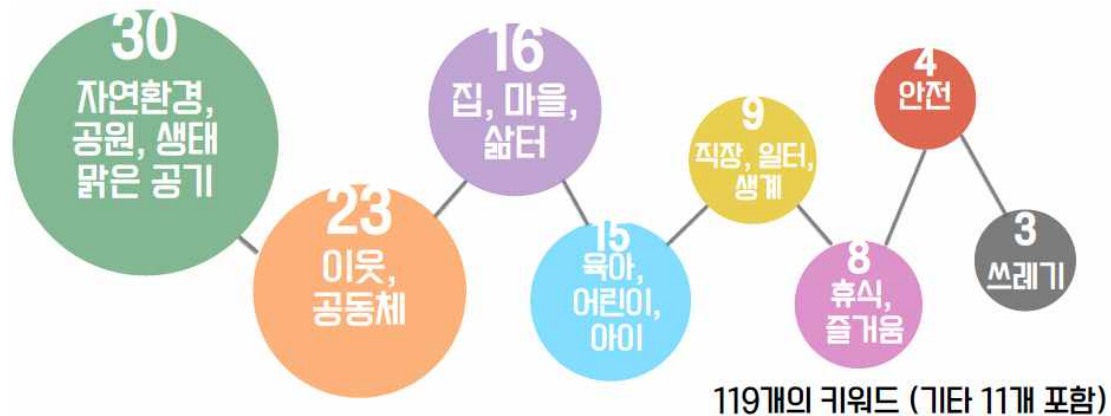 30
자연환경,
공원, 생태
맑은 공기
23
이웃,
공동체
16
집, 마을,
삶터
15
육아,
어린이,
아이
9
직장, 일터,
생계
8
휴식,
즐거움
4
안전
3
쓰레기
119개의 키워드 (기타 11개 포함)